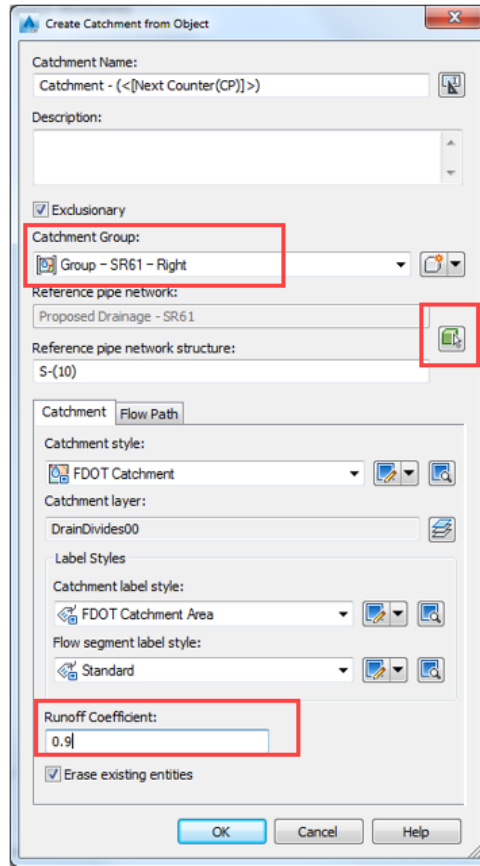 Create Catchment from Object
Catchment Name:
Catchment - (<[Next Counter(CP)]>)
Description:
Exclusionary
Catchment Group:
Group - SR61 - Right
Reference pipe network:
Proposed Drainage - SR61
Reference pipe network structure:
S-(10)
Catchment Flow Path
Catchment style:
FDOT Catchment
Catchment layer:
DrainDivides00
Label Styles
Catchment label style:
FDOT Catchment Area
Flow segment label style:
Standard
Runoff Coefficient:
0.9
Erase existing entities
OK Cancel Help